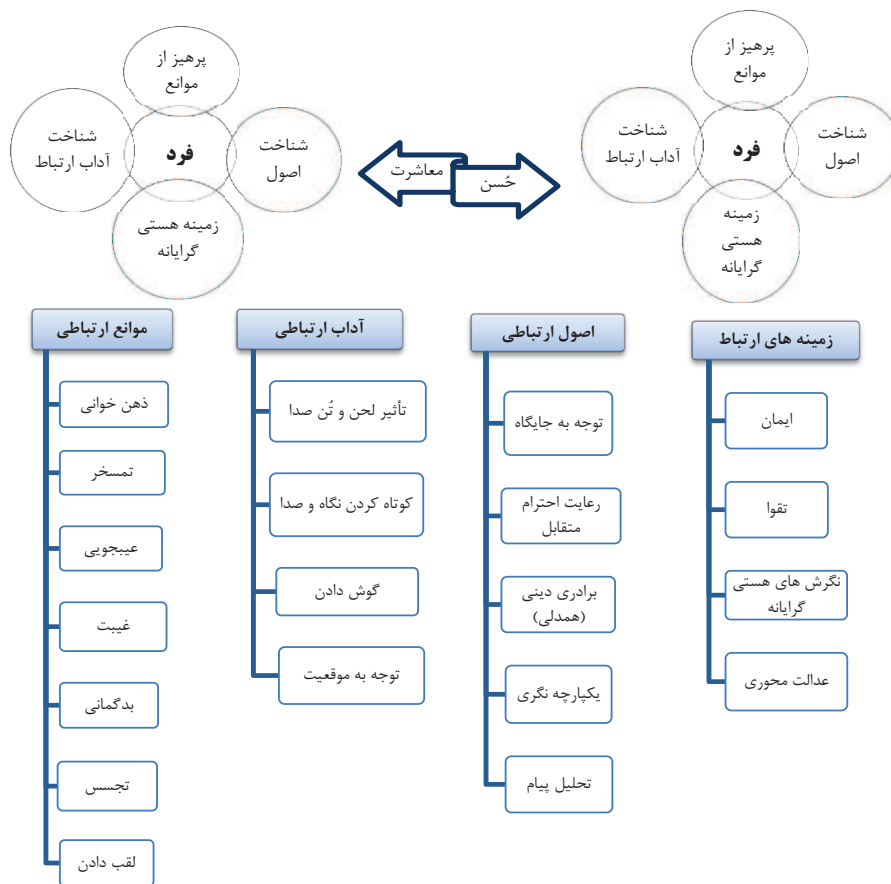 پرهیز از
موانع
شناخت
اصول
فرد
شناخت
آداب ارتباط
زمینه
هستی
گرایانه
حُسن
معاشرت
پرهیز از
موانع
شناخت
اصول
فرد
شناخت
آداب ارتباط
زمینه هستی
گرایانه
زمینه های ارتباط
ایمان
تقوا
نگرش های هستی
گرایانه
عدالت محوری
اصول ارتباطی
توجه به جایگاه
رعایت احترام
متقابل
برادری دینی
(همدلی)
یکپارچه نگری
تحلیل پیام
آداب ارتباطی
تأثیر لحن و تُن صدا
کوتاه کردن نگاه و صدا
گوش دادن
توجه به موقعیت
موانع ارتباطی
ذهن خوانی
تمسخر
عیبجویی
غیبت
بدگمانی
تجسس
لقب دادن